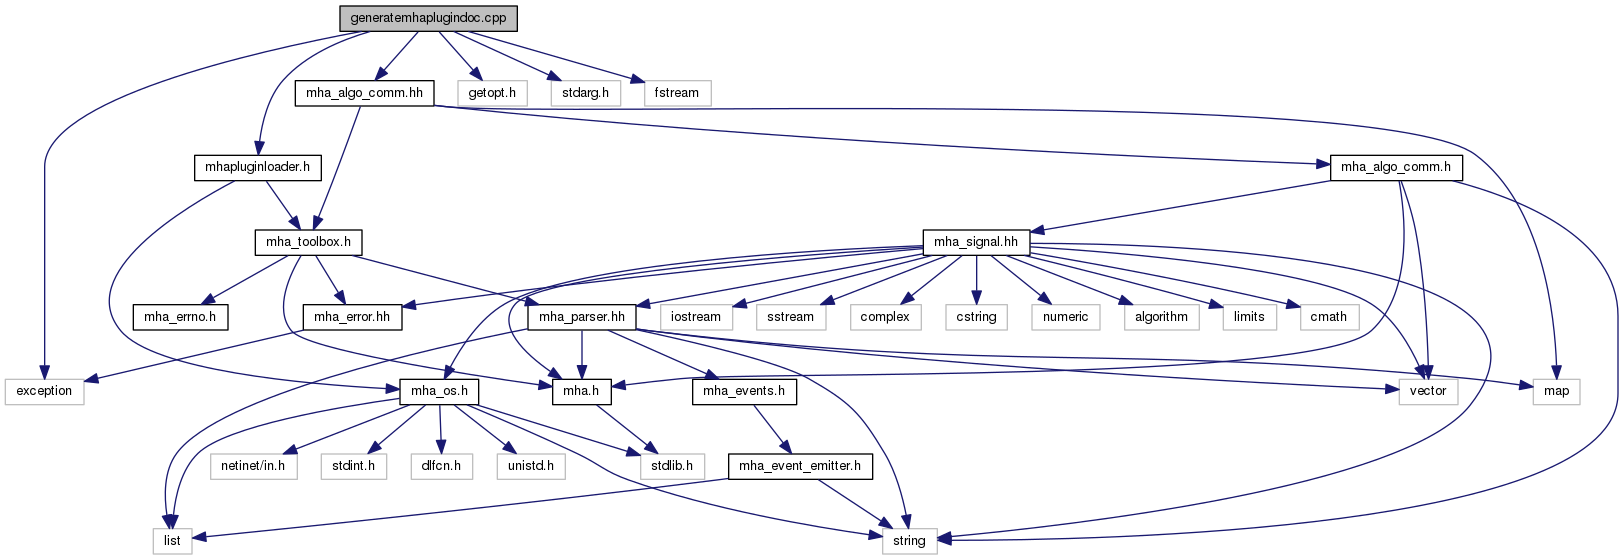 generatemhaplugindoc.cpp
mha_algo_comm.hh
getopt.h
stdarg.h
fstream
mhapluginloader.h
mha_algo_comm.h
mha_toolbox.h
mha_signal.hh
mha_errno.h
mha_error.hh
mha_parser.hh
iostream
sstream
complex
cstring
numeric
algorithm
limits
cmath
exception
mha_os.h
mha.h
mha_events.h
vector
map
netinet/in.h
stdint.h
dlfcn.h
unistd.h
stdlib.h
mha_event_emitter.h
list
string